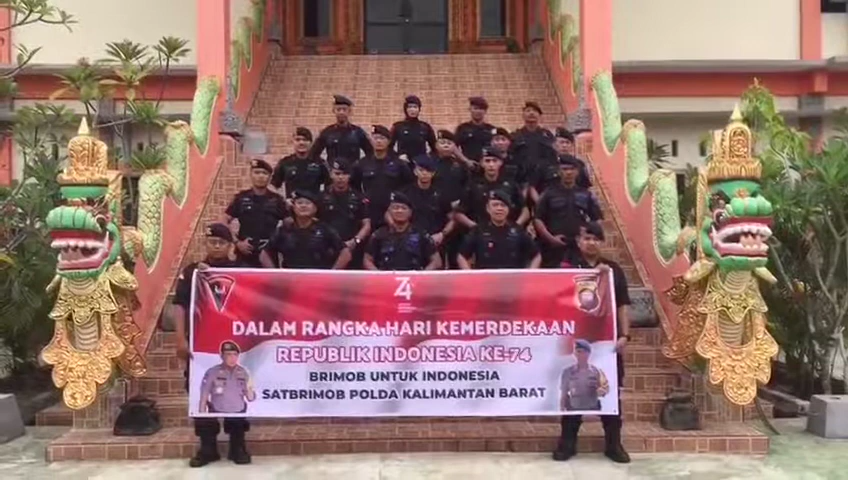 74
DALAM RANGKA HARI KEMERDEKAAN
REPUBLIK INDONESIA KE-74
BRIMOB UNTUK INDONESIA
SATBRIMOB POLDA KALIMANTAN BARAT